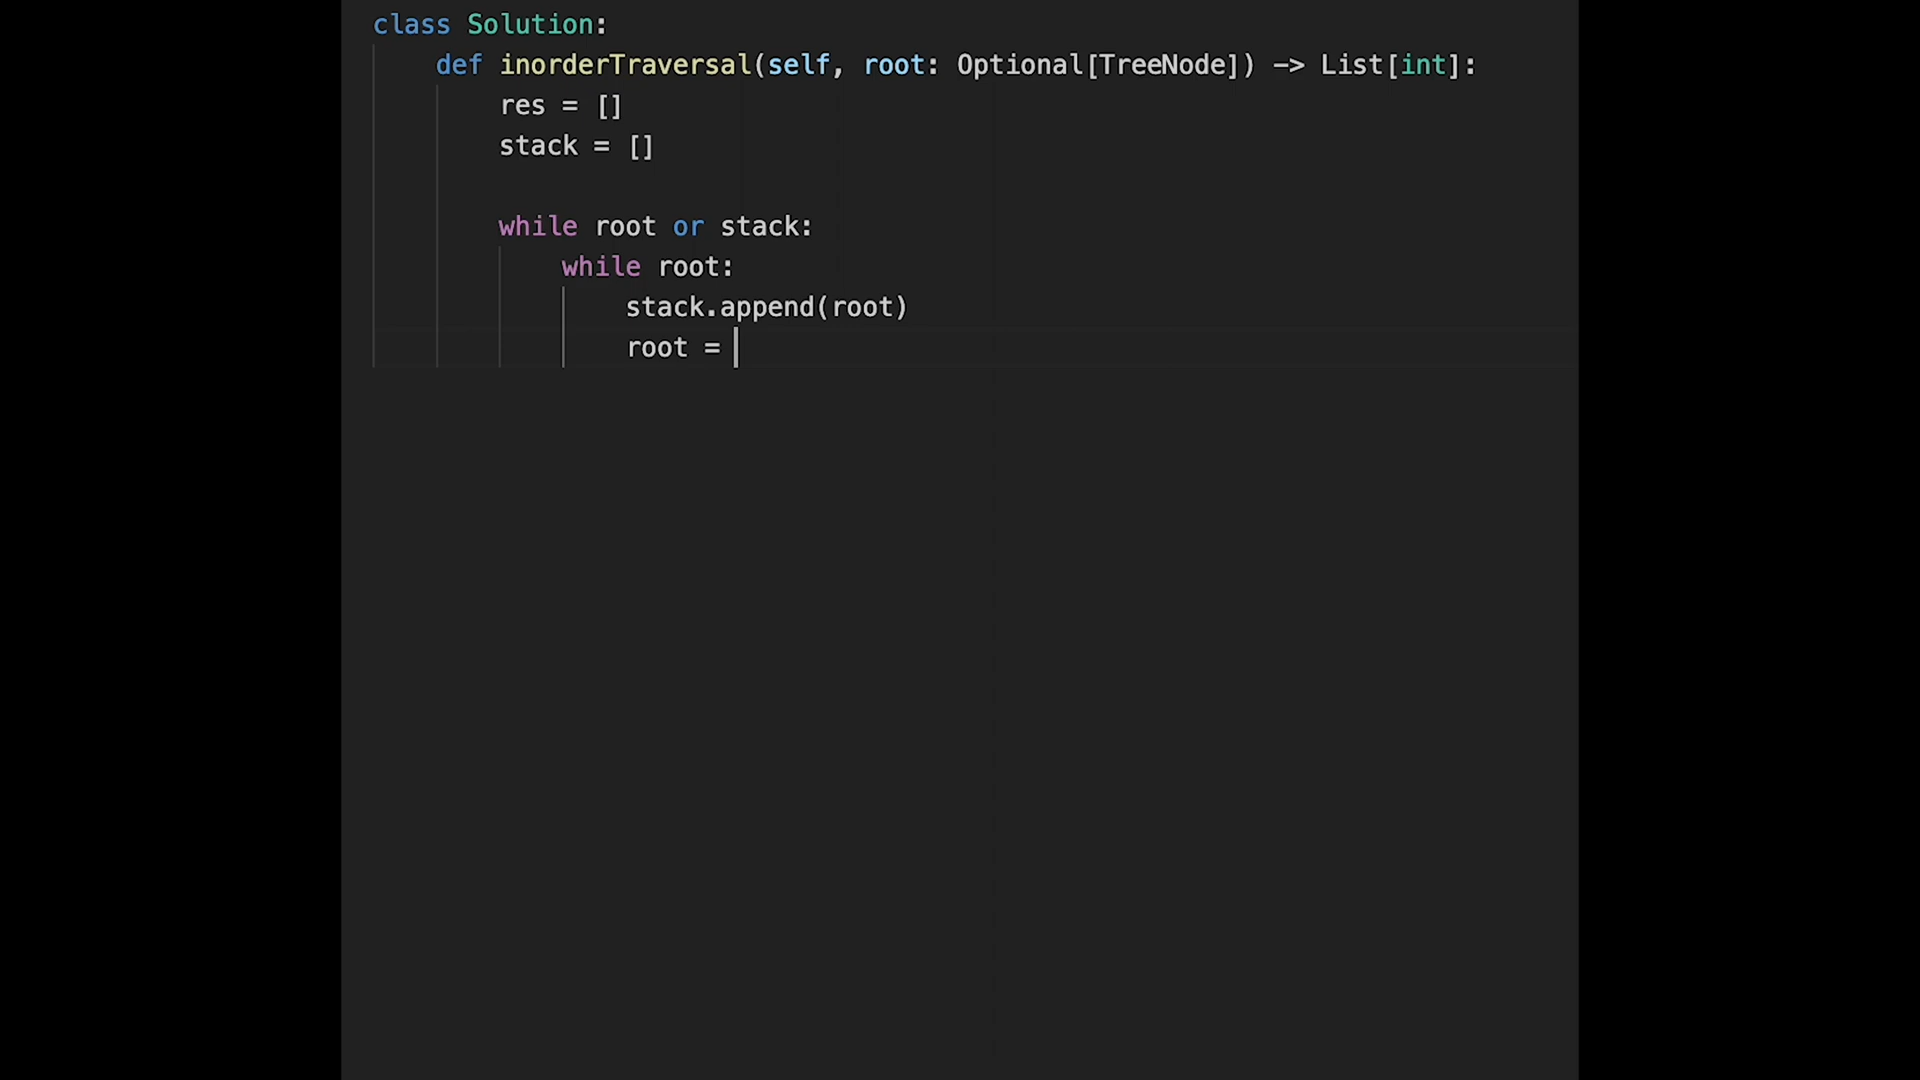 class Solution:
    def inorderTraversal(self, root: Optional[TreeNode]) -> List[int]:
        res = []
        stack = []

        while root or stack:
            while root:
                stack.append(root)
                root =